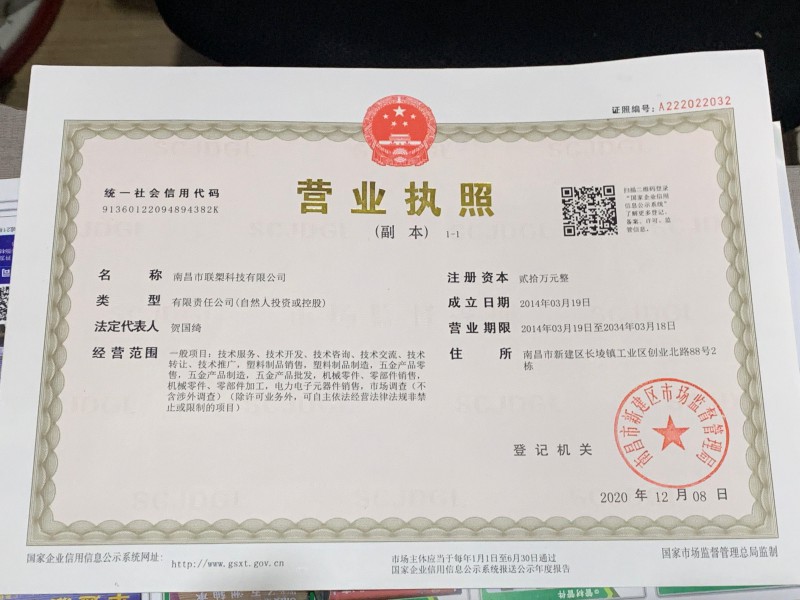 证照编号：A222022032
统一社会信用代码
91360122094894382K
营业执照
（副 本） 1-1
扫描二维码登录
“国家企业信用
信息公示系统”
了解更多登记、
备案、许可、监
管信息。
名 称 南昌市联槊科技有限公司
类 型 有限责任公司(自然人投资或控股)
法定代表人 贺国绮
经营范围 一般项目：技术服务、技术开发、技术咨询、技术交流、技术
转让、技术推广，塑料制品销售，塑料制品制造，五金产品零
售，五金产品制造，五金产品批发，机械零件、零部件销售，
机械零件、零部件加工，电力电子元器件销售，市场调查（不
含涉外调查）（除许可业务外，可自主依法经营法律法规非禁
止或限制的项目）
注册资本 贰拾万元整
成立日期 2014年03月19日
营业期限 2014年03月19日至2034年03月18日
住 所 南昌市新建区长堎镇工业区创业北路88号2
栋
登记机关
南昌市新建区市场监督管理局
2020 年 12 月 08 日
国家企业信用信息公示系统网址： http://www.gsxt.gov.cn
市场主体应当于每年1月1日至6月30日通过
国家企业信用信息公示系统报送公示年度报告
国家市场监督管理总局监制